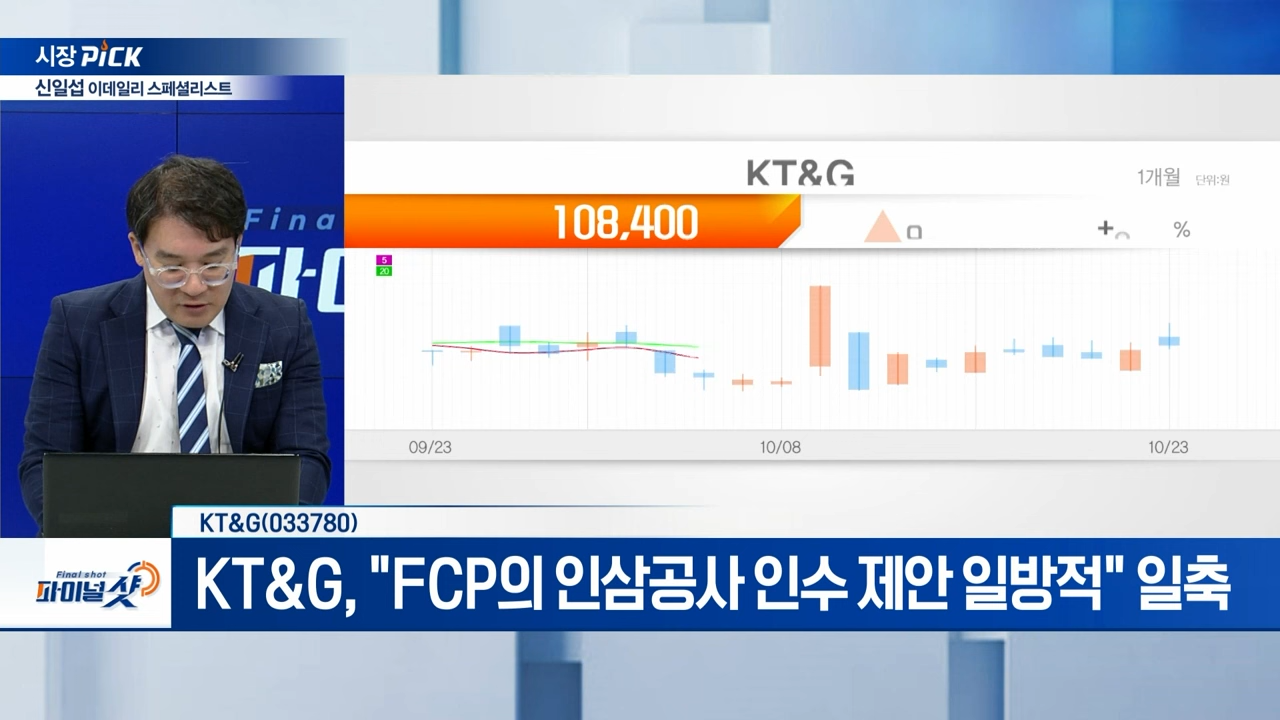 시장 PiCK
신일섭 이데일리 스페셜리스트
Fina
파이
KT&G
1개월 단위:원
108,400
+ %
5
20
09/23 10/08 10/23
KT&G(033780)
Final shot
파이널샷
KT&G, "FCP의 인삼공사 인수 제안 일방적" 일축